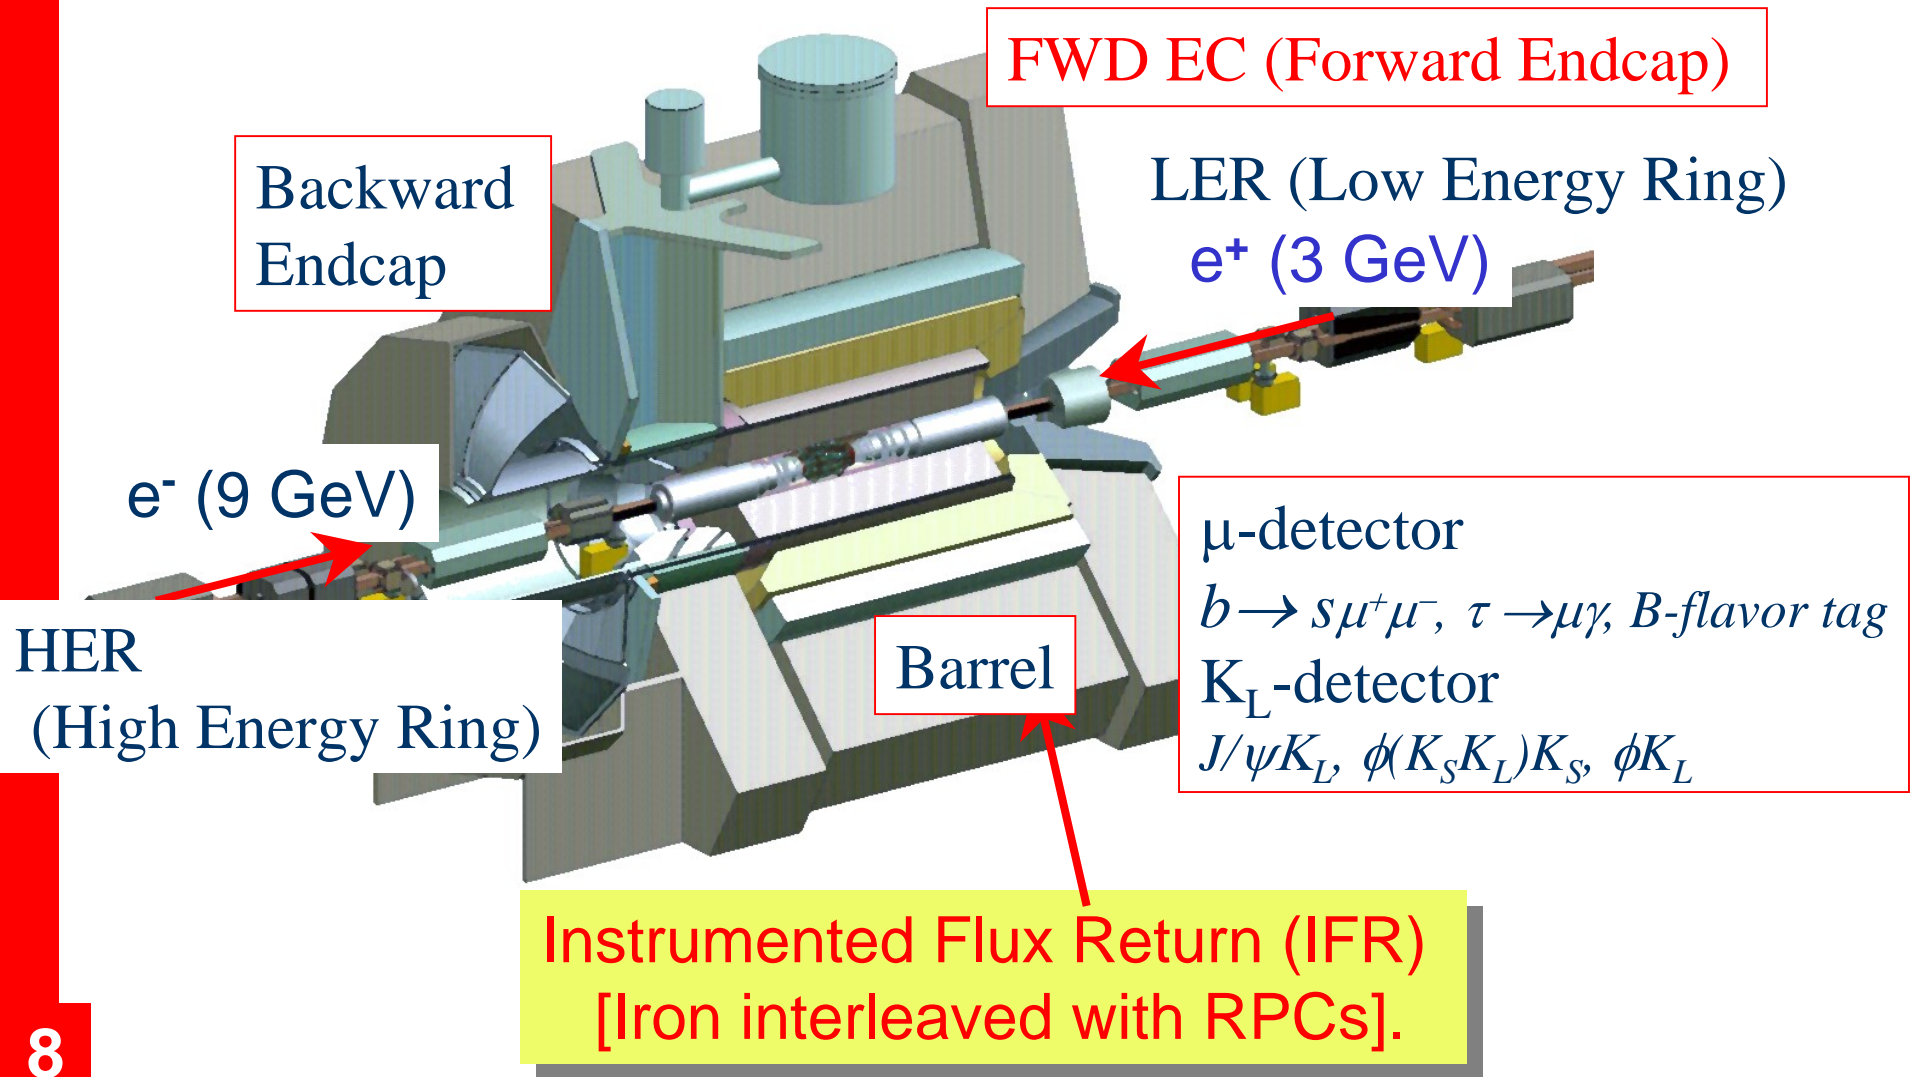 FWD EC (Forward Endcap)
Backward
Endcap
LER (Low Energy Ring)
e⁺ (3 GeV)
e⁻ (9 GeV)
HER
(High Energy Ring)
Barrel
μ-detector
b→ sμ⁺μ⁻, τ →μγ, B-flavor tag
K_L-detector
J/ψK_L, ϕ(K_SK_L)K_S, ϕK_L
Instrumented Flux Return (IFR)
[Iron interleaved with RPCs].
8